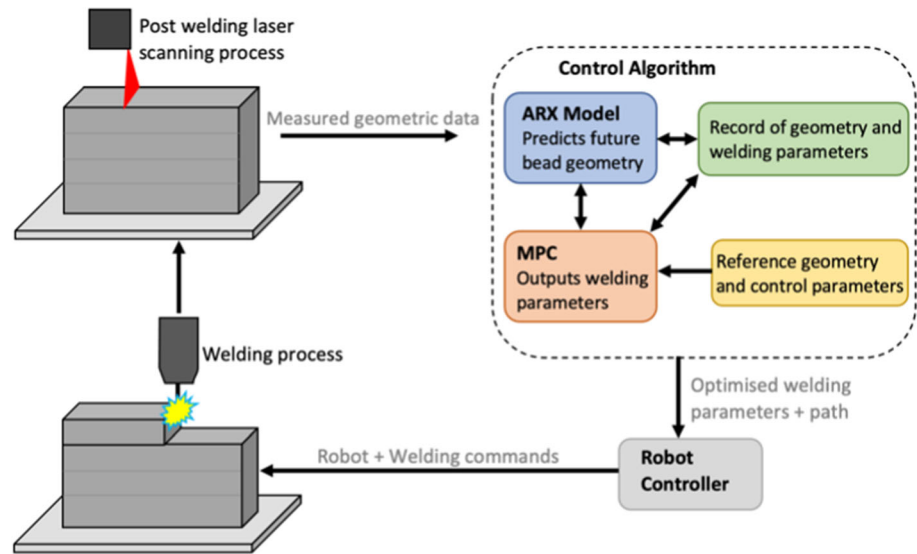 Post welding laser
scanning process
Measured geometric data
Control Algorithm
ARX Model
Predicts future
bead geometry
Record of geometry and
welding parameters
MPC
Outputs welding
parameters
Reference geometry
and control parameters
Welding process
Optimised welding
parameters + path
Robot + Welding commands
Robot
Controller